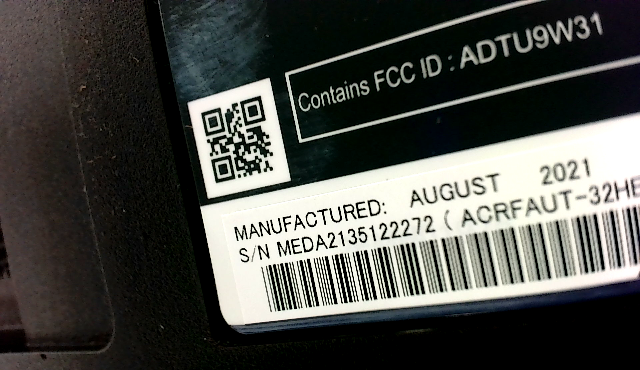 Contains FCC ID : ADTU9W31
MANUFACTURED: AUGUST 2021
S/N MEDA2135122272 ( ACRFAUT-32HE